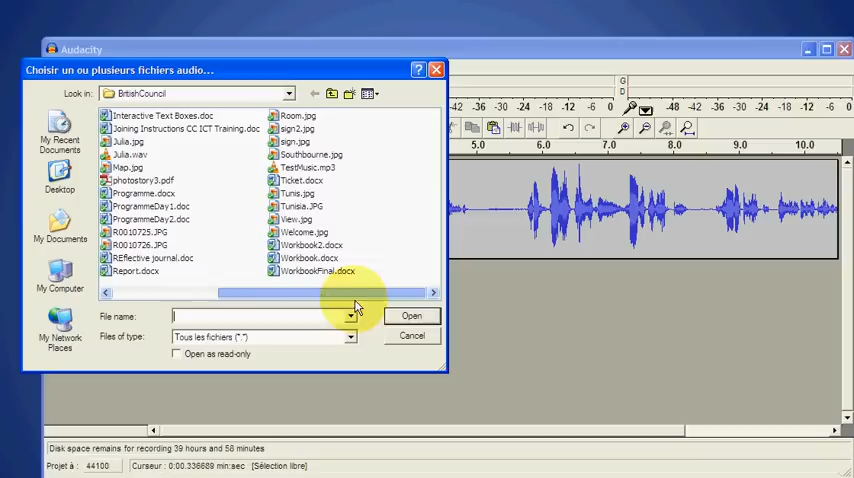 Audacity
Choisir un ou plusieurs fichiers audio...
Look in:
BritishCouncil
My Recent
Documents
Desktop
My Documents
My Computer
My Network
Places
Interactive Text Boxes.doc
Joining Instructions CC ICT Training.doc
Julia.jpg
Julia.wav
Map.jpg
photostory3.pdf
Programme.docx
ProgrammeDay1.doc
ProgrammeDay2.doc
R0010725.JPG
R0010726.JPG
REflective journal.doc
Report.docx
Room.jpg
sign2.jpg
sign.jpg
Southbourne.jpg
TestMusic.mp3
Ticket.docx
Tunis.jpg
Tunisia.JPG
View.jpg
Welcome.jpg
Workbook2.docx
Workbook.docx
WorkbookFinal.docx
File name:
Open
Files of type:
Tous les fichiers (*.*)
Cancel
Open as read-only
G
D
-42 -36 -30 -24 -18 -12 -6 0
-48 -42 -36 -30 -24 -18 -12 -6 0
5.0 6.0 7.0 8.0 9.0 10.0
Disk space remains for recording 39 hours and 58 minutes
Projet à : 44100
Curseur : 0:00.336689 min:sec [Sélection libre]